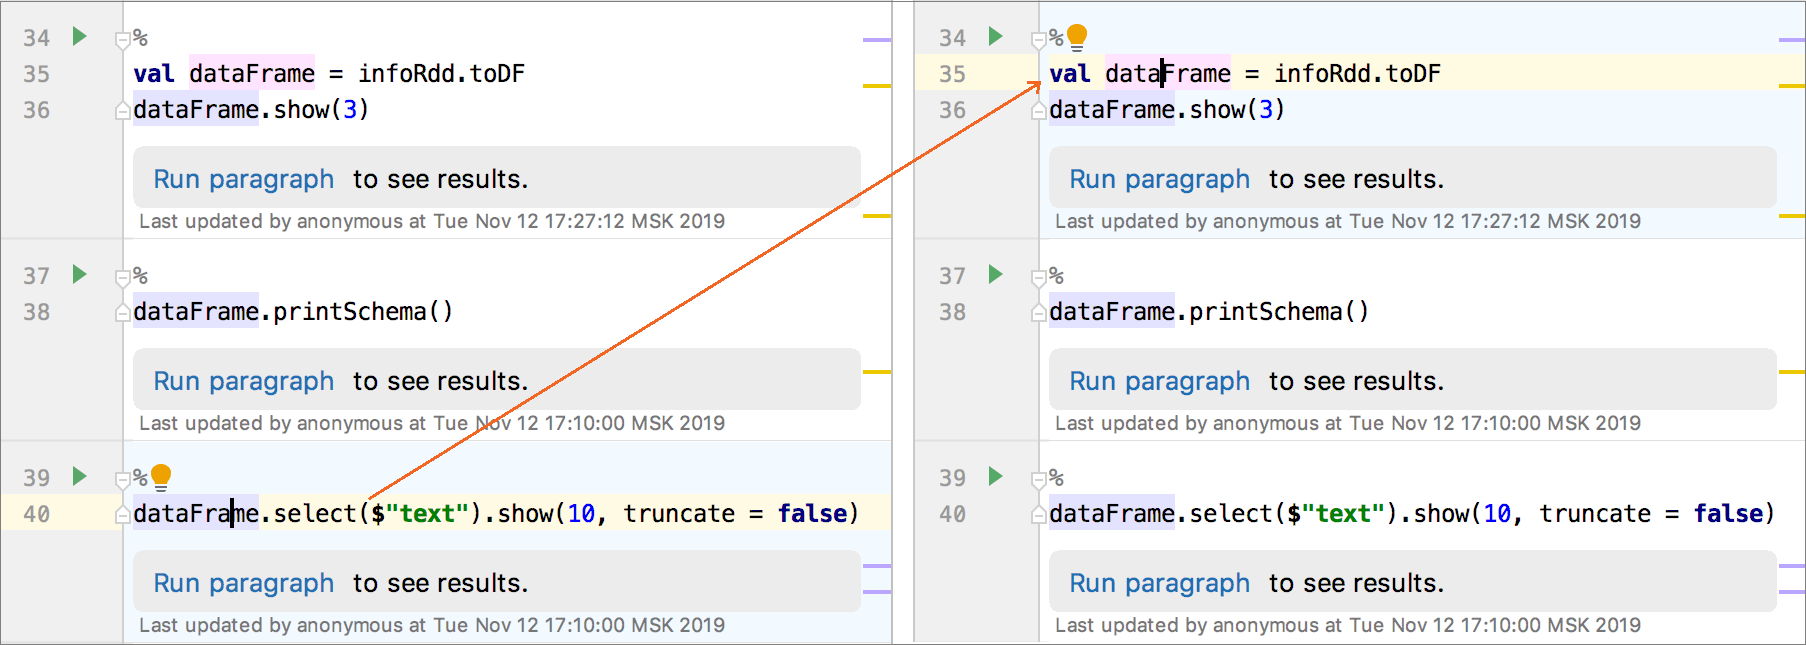 34 %
35 val dataFrame = infoRdd.toDF
36 dataFrame.show(3)
Run paragraph to see results.
Last updated by anonymous at Tue Nov 12 17:27:12 MSK 2019
37 %
38 dataFrame.printSchema()
Run paragraph to see results.
Last updated by anonymous at Tue Nov 12 17:10:00 MSK 2019
39 %
40 dataFrame.select($"text").show(10, truncate = false)
Run paragraph to see results.
Last updated by anonymous at Tue Nov 12 17:10:00 MSK 2019
34 %
35 val dataFrame = infoRdd.toDF
36 dataFrame.show(3)
Run paragraph to see results.
Last updated by anonymous at Tue Nov 12 17:27:12 MSK 2019
37 %
38 dataFrame.printSchema()
Run paragraph to see results.
Last updated by anonymous at Tue Nov 12 17:10:00 MSK 2019
39 %
40 dataFrame.select($"text").show(10, truncate = false)
Run paragraph to see results.
Last updated by anonymous at Tue Nov 12 17:10:00 MSK 2019